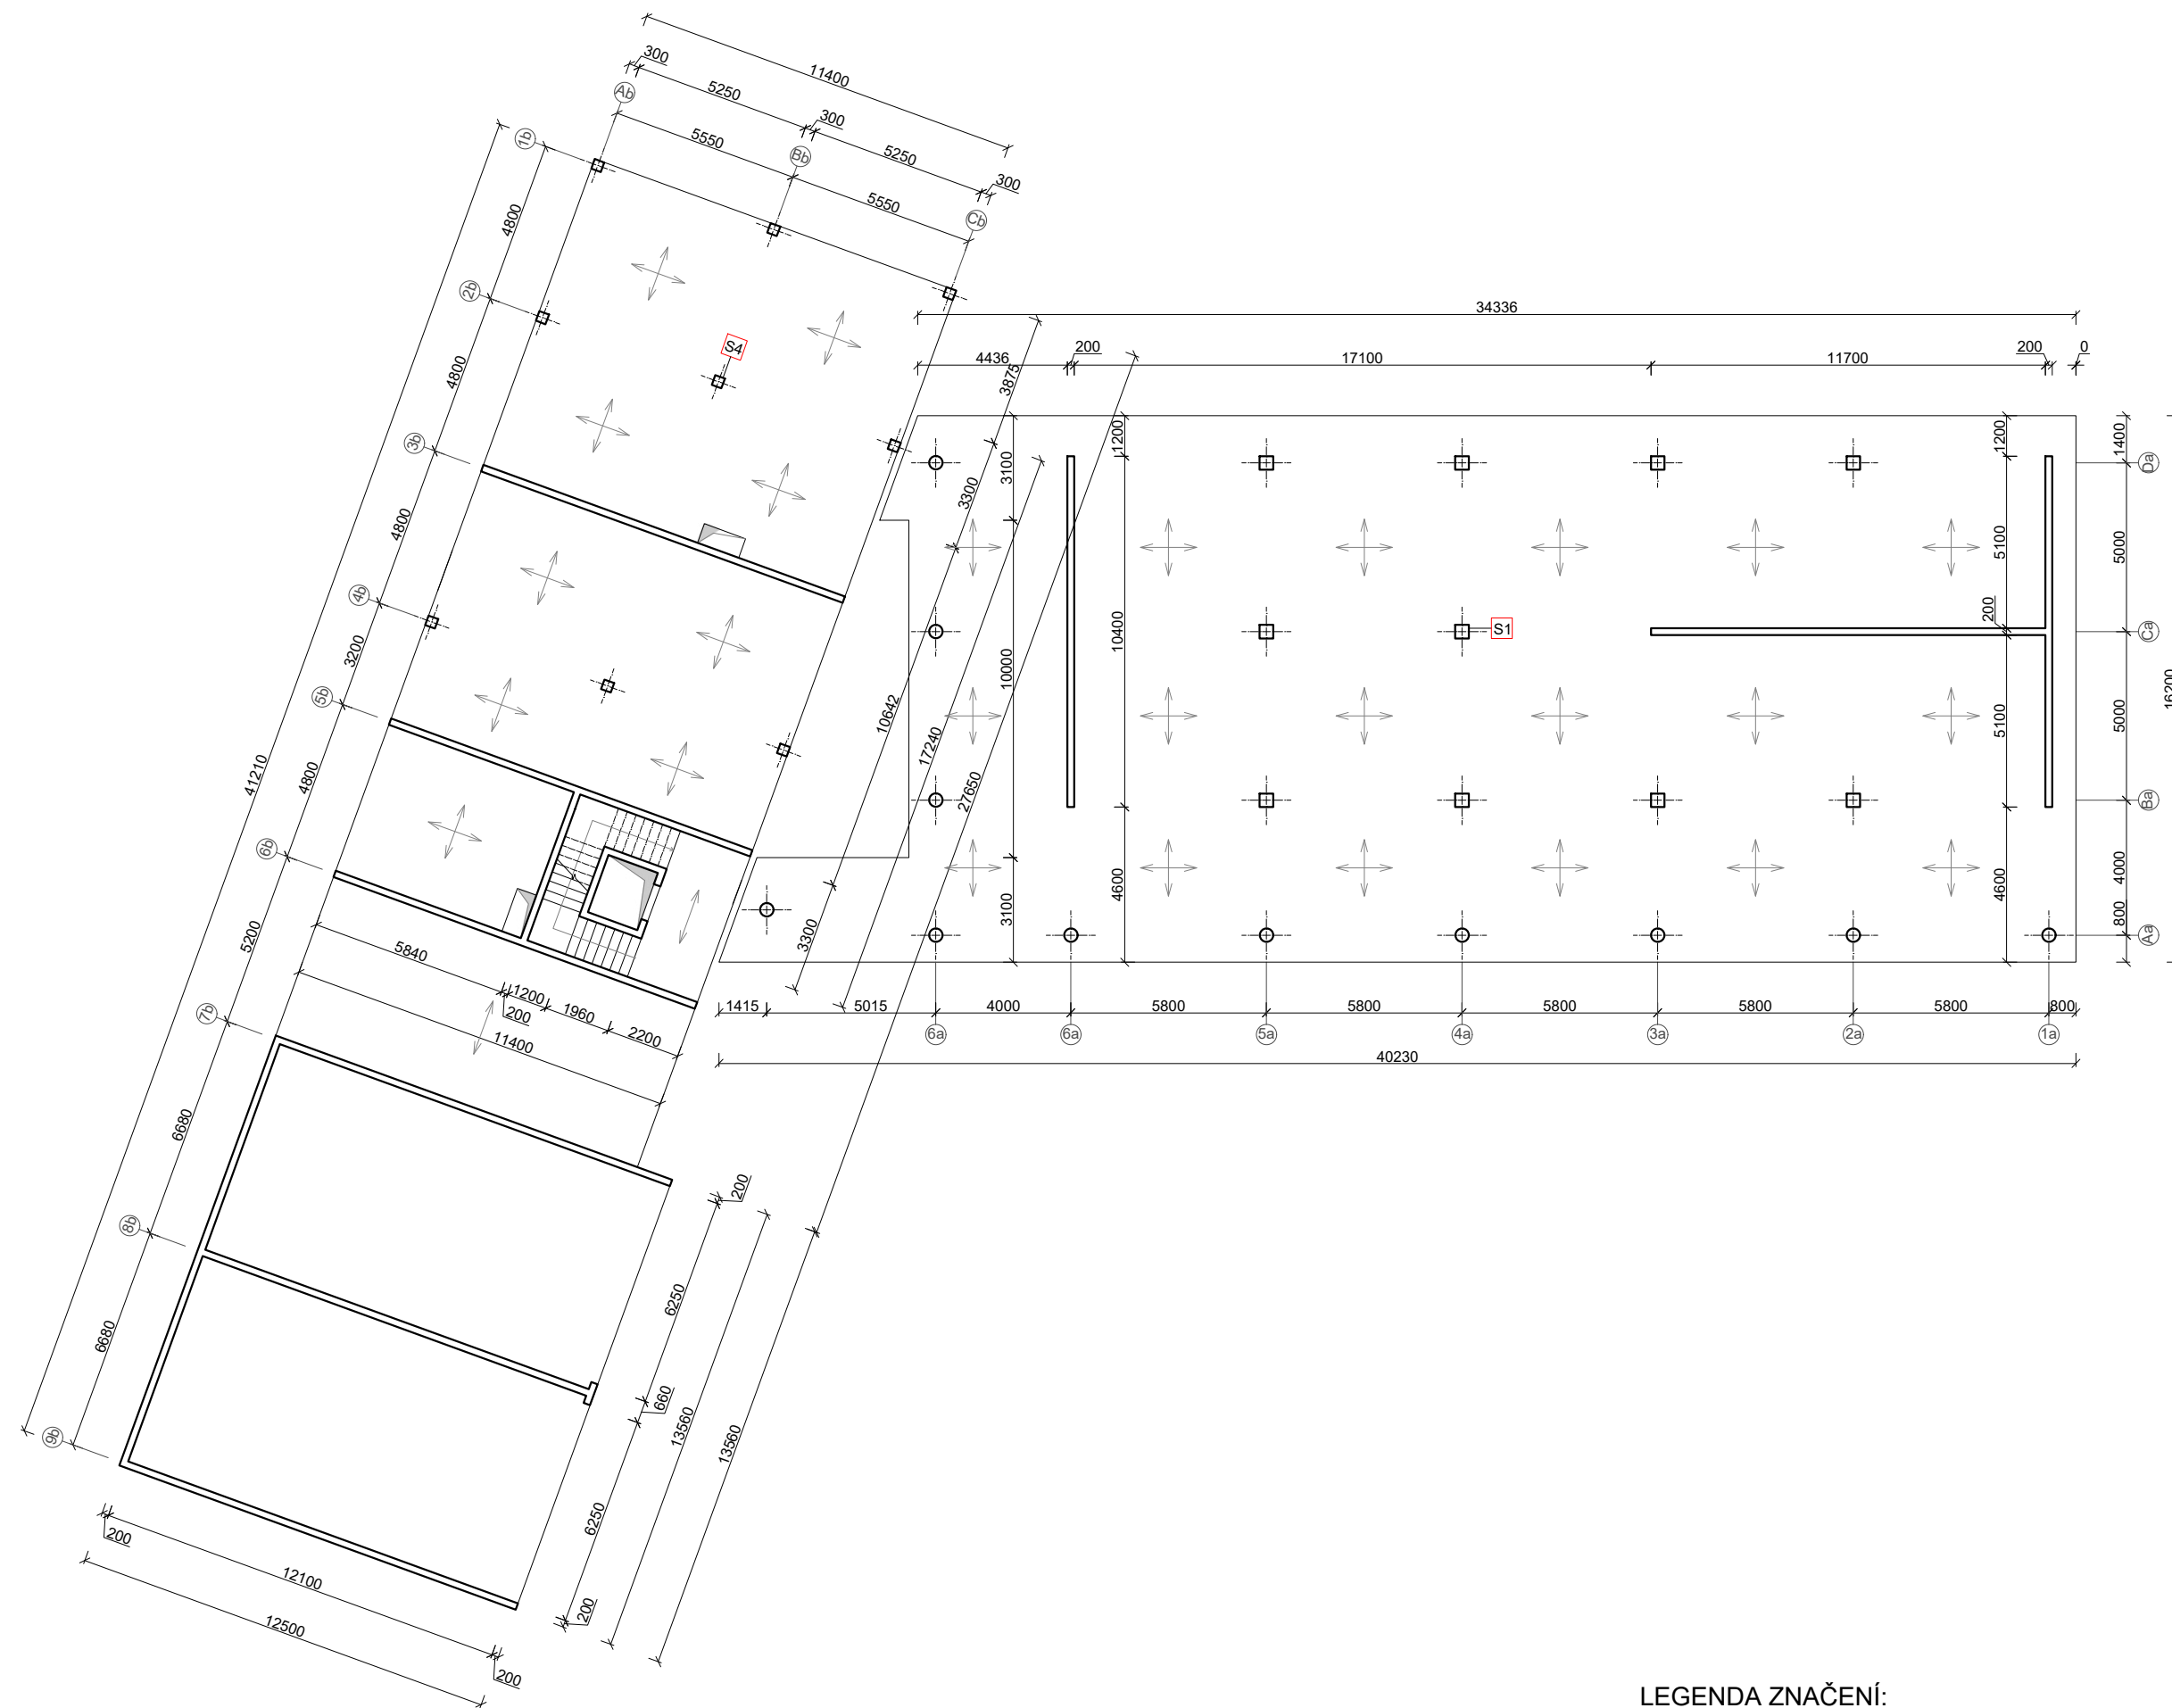 11400
300
5250
300
5250
300
5550
5550
Ab
Bb
Cb
1b
2b
3b
4b
5b
6b
7b
8b
9b
4800
4800
4800
3200
4800
5200
6680
6680
41210
S4
34336
4436
200
17100
11700
200
0
3875
3300
10642
3300
17240
27650
3100
10000
3100
1200
10400
4600
1200
5100
200
5100
4600
1400
5000
5000
4000
800
16200
Da
Ca
Ba
Aa
S1
1415
5015
4000
5800
5800
5800
5800
5800
800
6a
6a
5a
4a
3a
2a
1a
40230
5840
200
1200
1960
2200
11400
200
6250
660
6250
200
13560
13560
200
12100
200
12500
LEGENDA ZNAČENÍ: